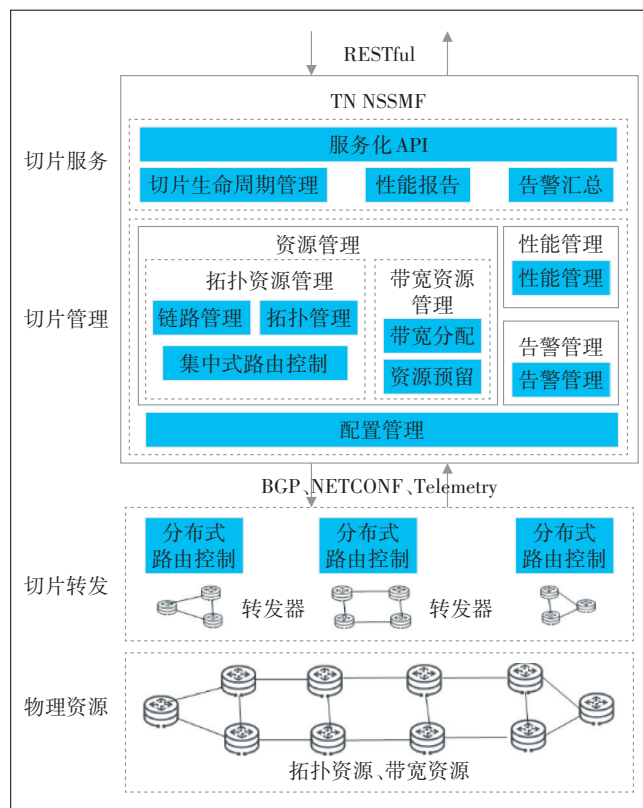 RESTful
TN NSSMF
切片服务
服务化 API
切片生命周期管理
性能报告
告警汇总
切片管理
资源管理
拓扑资源管理
链路管理
拓扑管理
集中式路由控制
带宽资源
管理
带宽分配
资源预留
性能管理
性能管理
告警管理
告警管理
配置管理
BGP、NETCONF、Telemetry
切片转发
分布式
路由控制
分布式
路由控制
分布式
路由控制
转发器
转发器
物理资源
拓扑资源、带宽资源